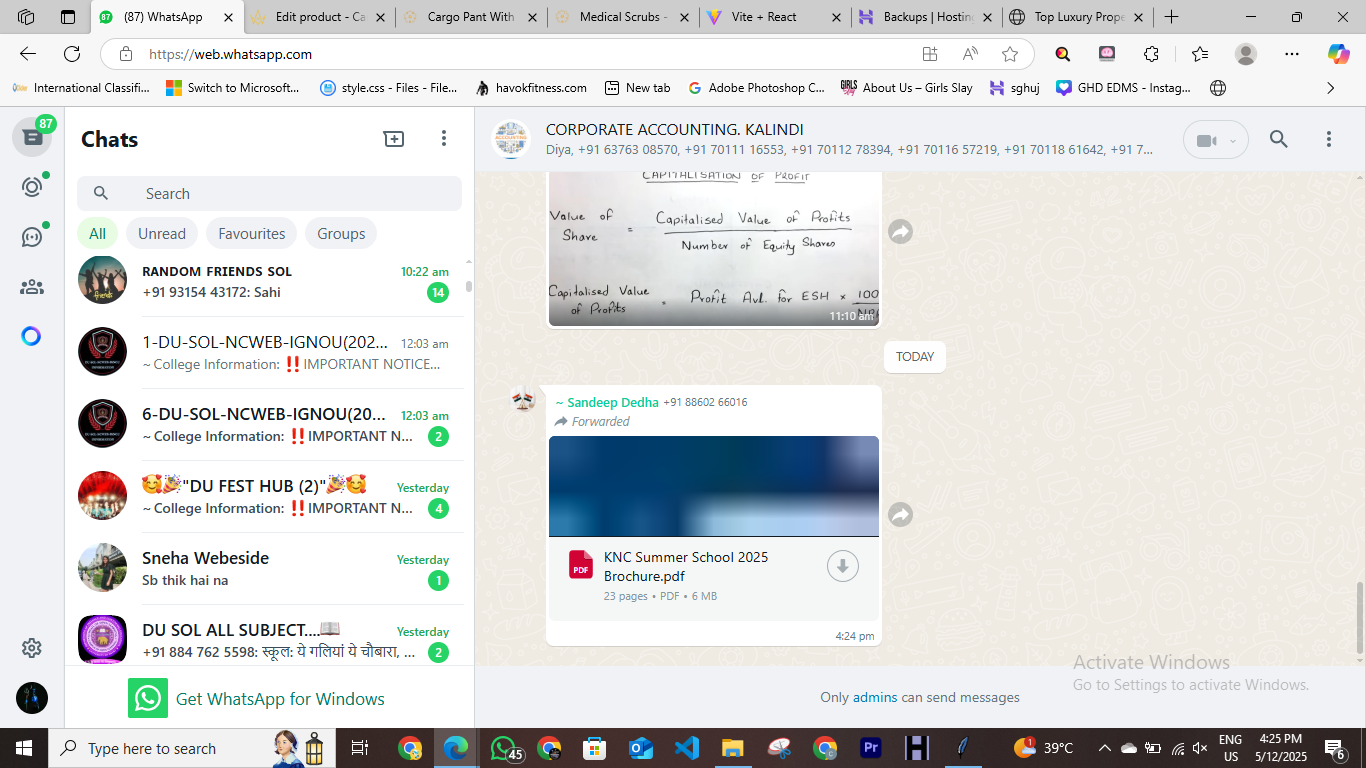 87
(87) WhatsApp
Edit product - Ca
Cargo Pant With
Medical Scrubs -
Vite + React
Backups | Hosting
Top Luxury Prope
https://web.whatsapp.com
International Classifi...
Switch to Microsoft...
style.css - Files - File...
havokfitness.com
New tab
Adobe Photoshop C...
GIRLS SLAY
About Us – Girls Slay
sghuj
GHD EDMS - Instag...
87
Chats
Search
All
Unread
Favourites
Groups
ʀᴀɴᴅᴏᴍ ꜰʀɪᴇɴᴅꜱ ꜱᴏʟ
10:22 am
+91 93154 43172: Sahi
14
1-DU-SOL-NCWEB-IGNOU(202...
12:03 am
~ College Information: ‼️IMPORTANT NOTICE...
6-DU-SOL-NCWEB-IGNOU(20...
12:03 am
~ College Information: ‼️IMPORTANT N...
2
🥰🎉"DU FEST HUB (2)"🎉🥰
Yesterday
~ College Information: ‼️IMPORTANT N...
4
Sneha Webeside
Yesterday
Sb thik hai na
1
DU SOL ALL SUBJECT....📖
Yesterday
+91 884 762 5598: स्कूल: ये गलियां ये चौबारा, ...
2
Get WhatsApp for Windows
CORPORATE ACCOUNTING. KALINDI
Diya, +91 63763 08570, +91 70111 16553, +91 70112 78394, +91 70116 57219, +91 70118 61642, +91 7...
CAPITALISATION OF PROFIT
Value of Share = Capitalised Value of Profits
Number of Equity Shares
Capitalised Value of Profits = Profit Avl. for ESH × 100
11:10 am
TODAY
~ Sandeep Dedha +91 88602 66016
Forwarded
PDF
KNC Summer School 2025
Brochure.pdf
23 pages • PDF • 6 MB
4:24 pm
Only admins can send messages
Activate Windows
Go to Settings to activate Windows.
Type here to search
45
Pr
1
39°C
ENG
US
4:25 PM
5/12/2025
6